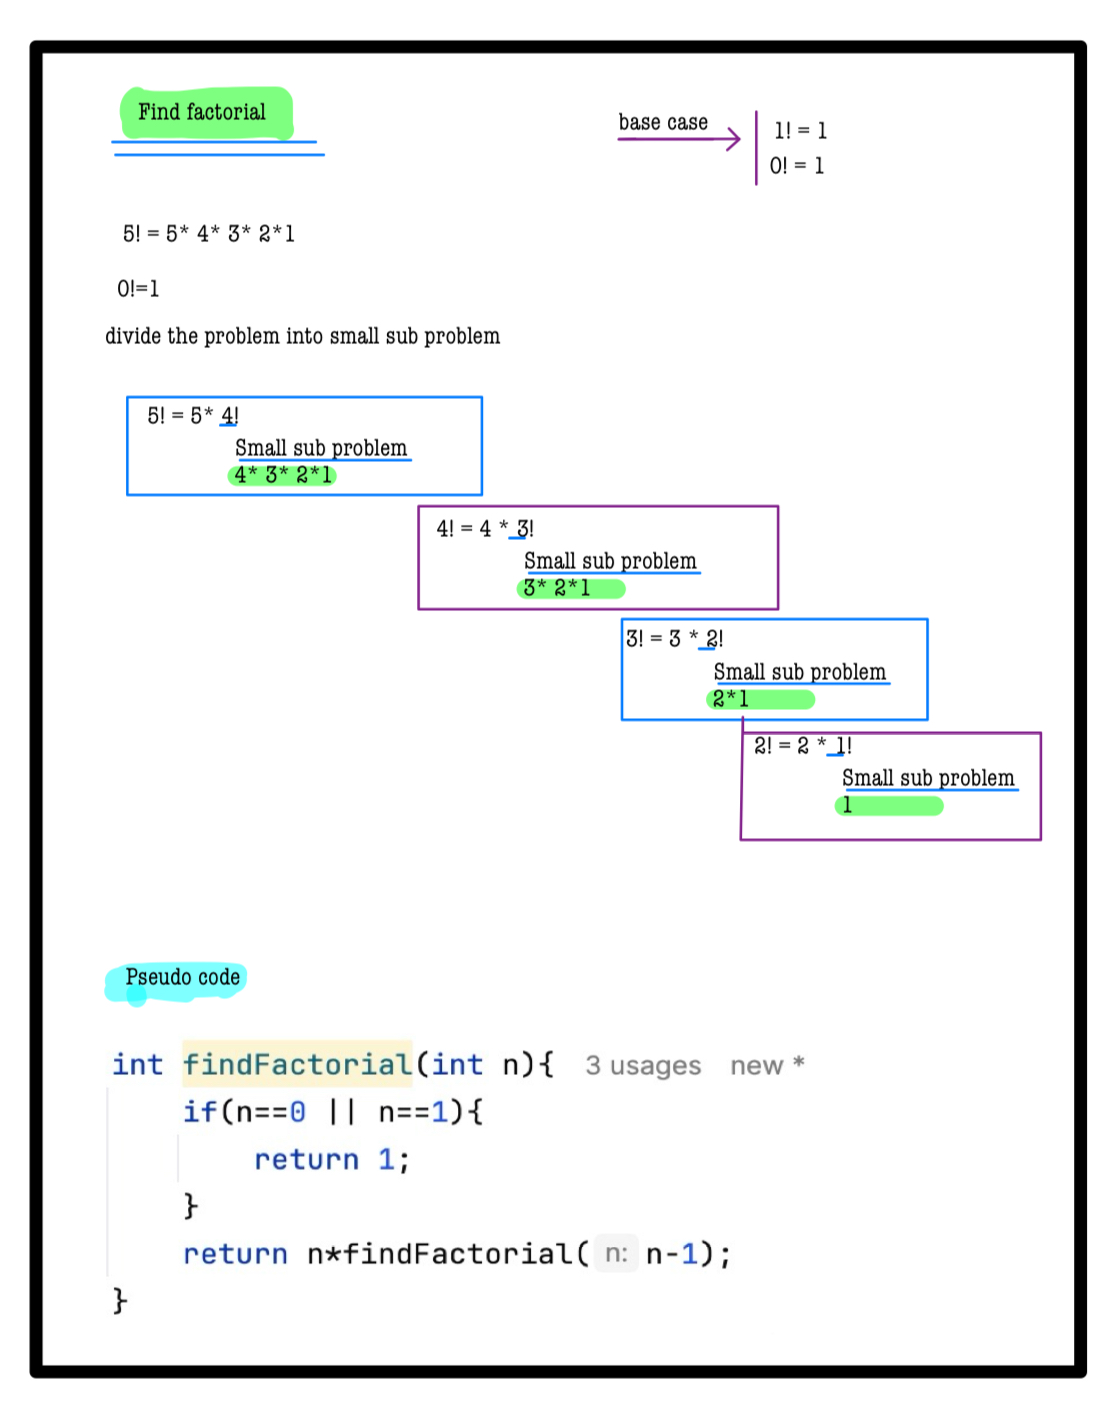 Find factorial
base case
1! = 1
0! = 1
5! = 5* 4* 3* 2*1
0!=1
divide the problem into small sub problem
5! = 5* 4!
Small sub problem
4* 3* 2*1
4! = 4 * 3!
Small sub problem
3* 2*1
3! = 3 * 2!
Small sub problem
2*1
2! = 2 * 1!
Small sub problem
1
Pseudo code
int findFactorial(int n){ 3 usages new *
if(n==0 || n==1){
return 1;
}
return n*findFactorial( n: n-1);
}